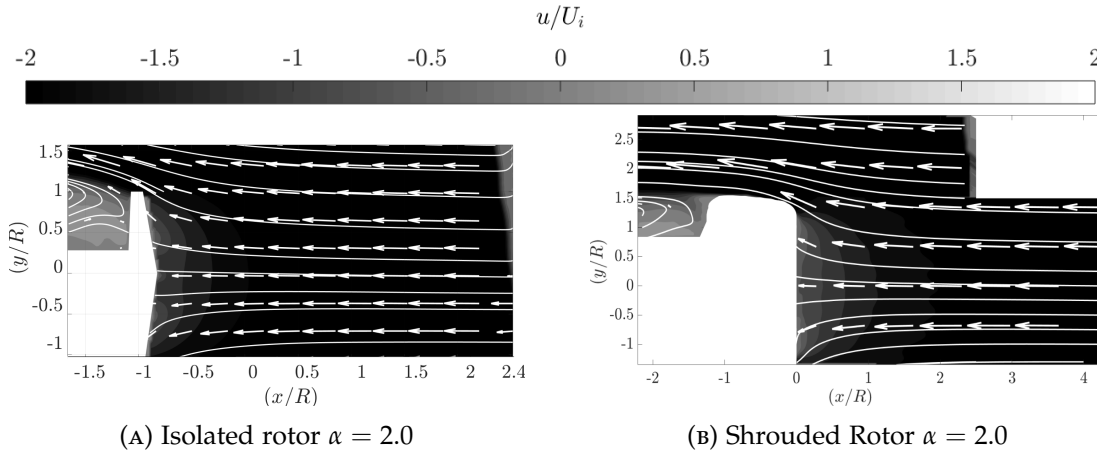 u/U_i
-2 -1.5 -1 -0.5 0 0.5 1 1.5 2
1.5
1
0.5
0
-0.5
-1
(y/R)
-1.5 -1 -0.5 0 0.5 1 1.5 2 2.4
(x/R)
(A) Isolated rotor α = 2.0
2.5
2
1.5
1
0.5
0
-0.5
-1
(y/R)
-2 -1 0 1 2 3 4
(x/R)
(B) Shrouded Rotor α = 2.0